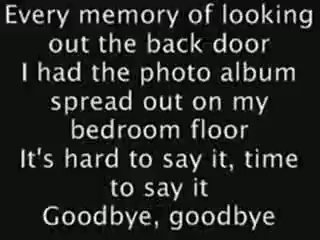 Every memory of looking
out the back door
I had the photo album
spread out on my
bedroom floor
It's hard to say it, time
to say it
Goodbye, goodbye